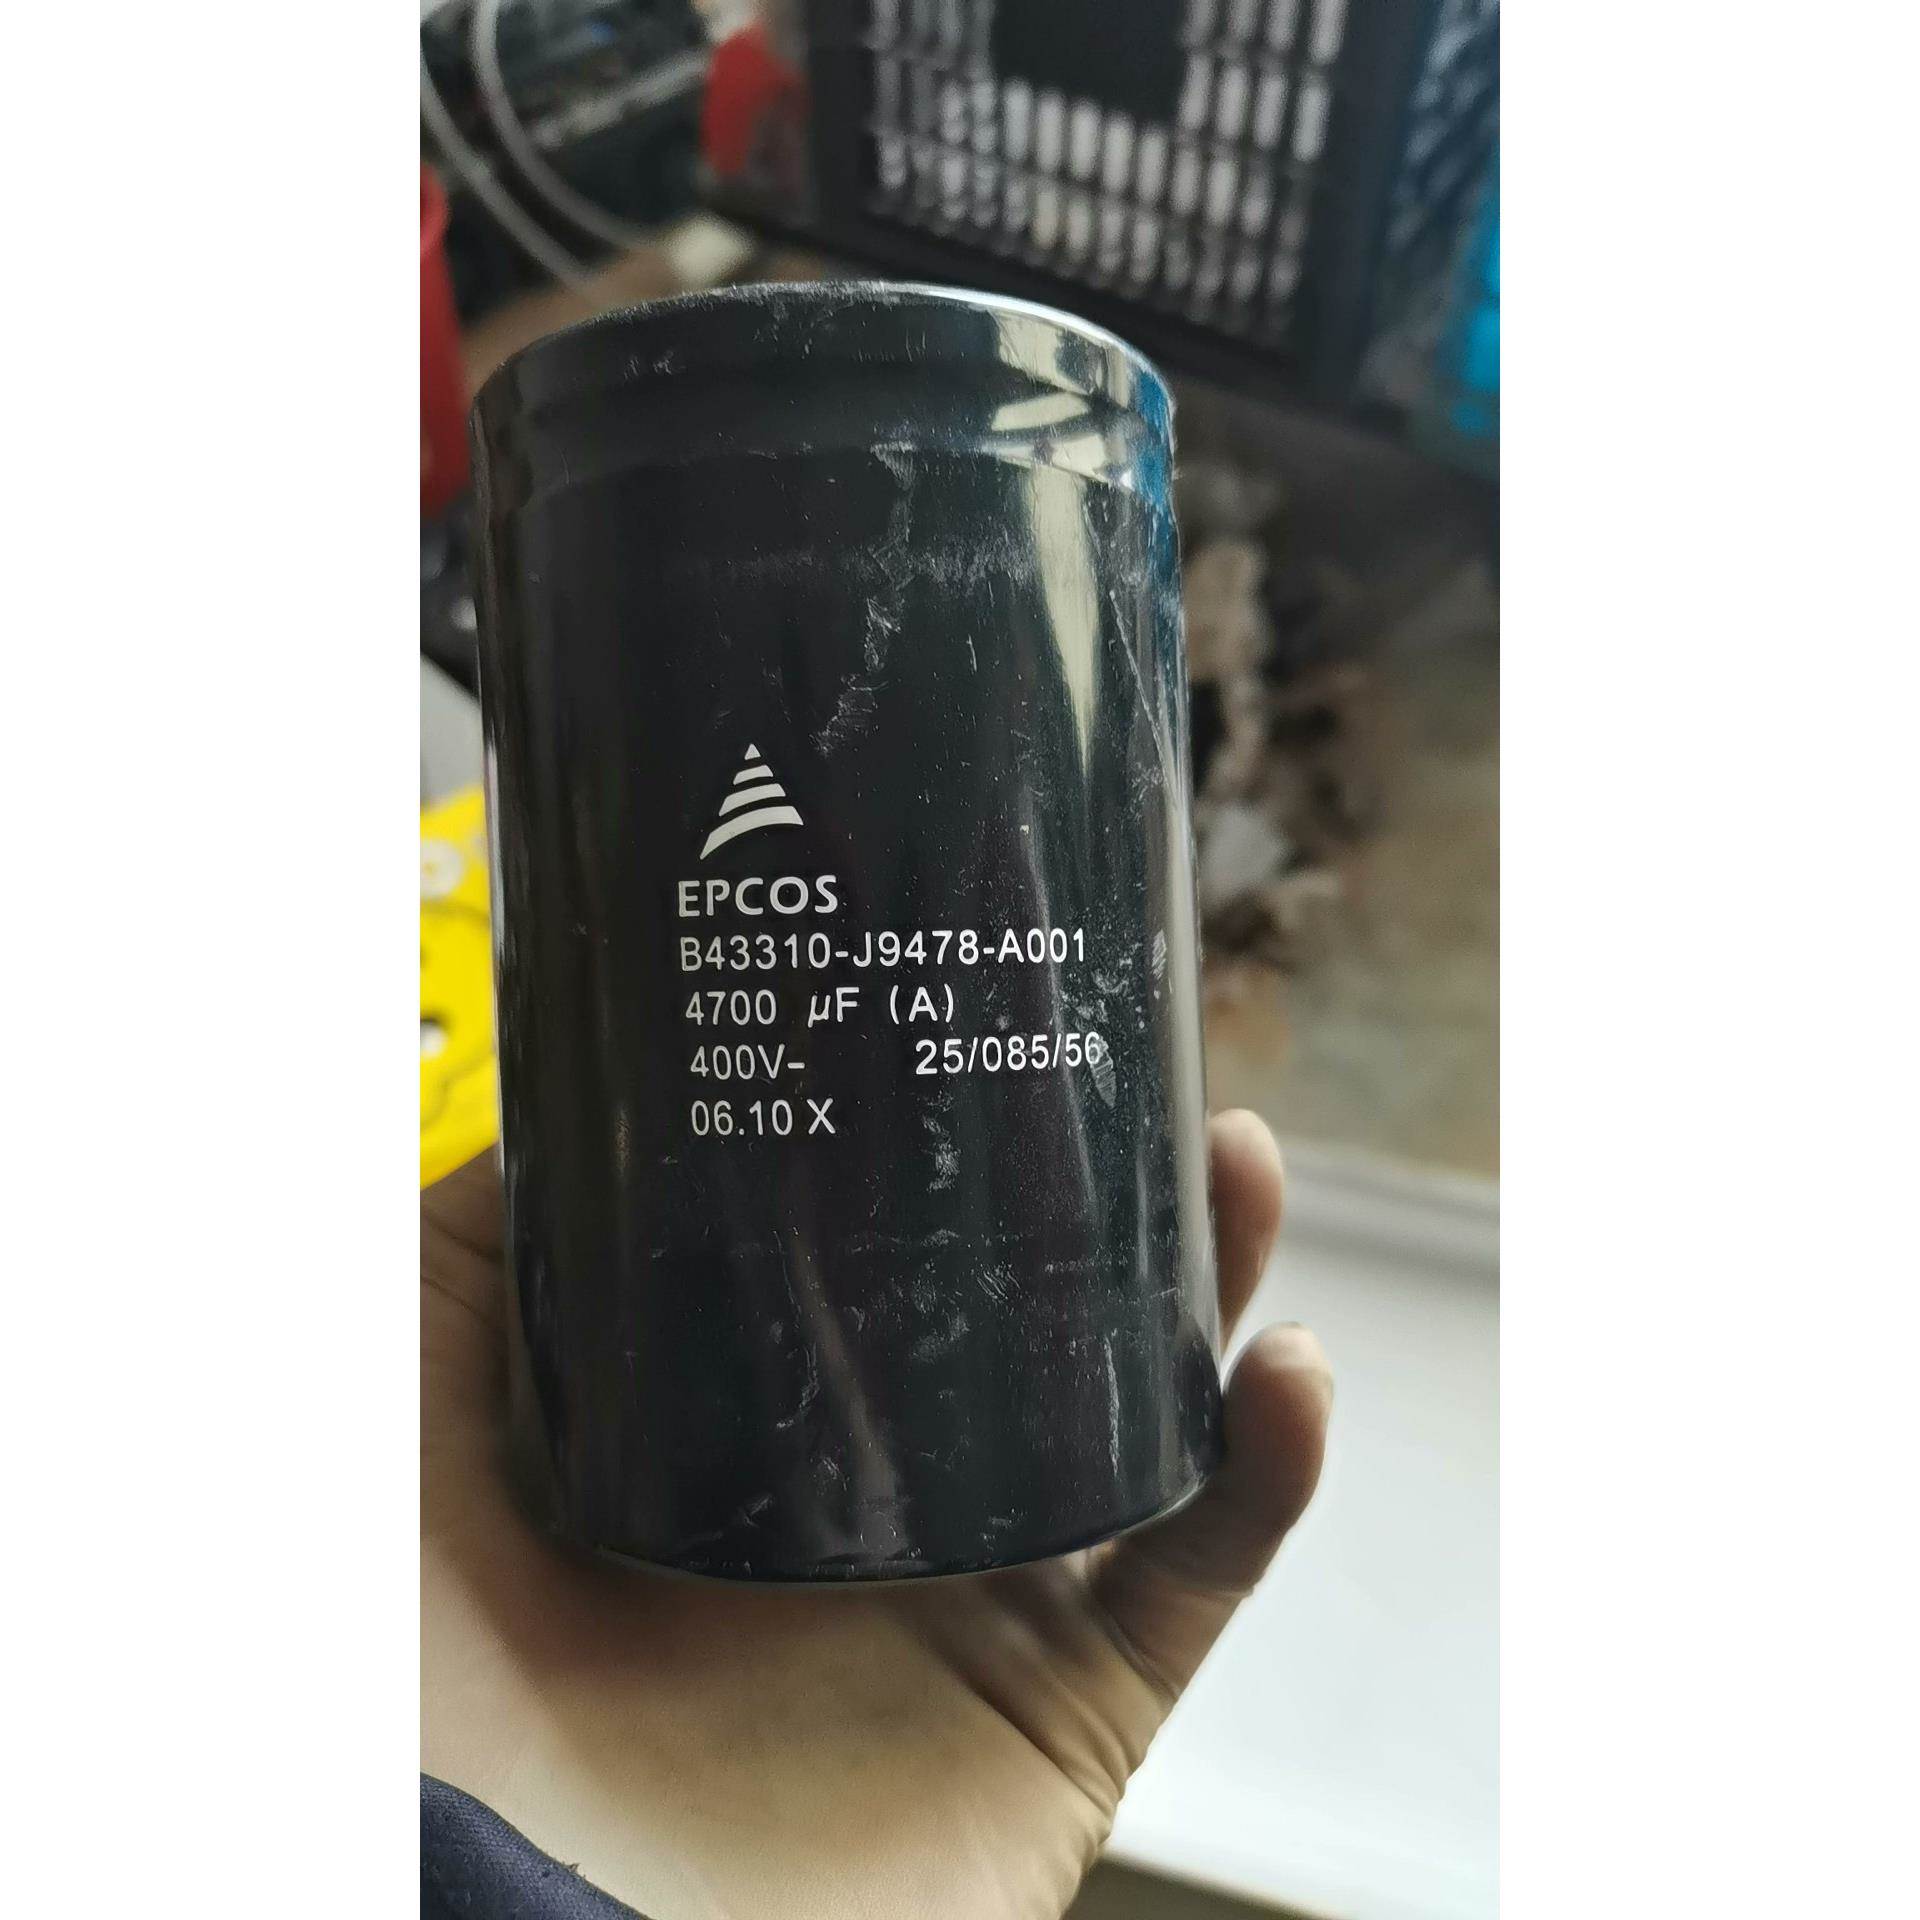 EPCOS
B43310-J9478-A001
4700 µF (A)
400V- 25/085/56
06.10 X